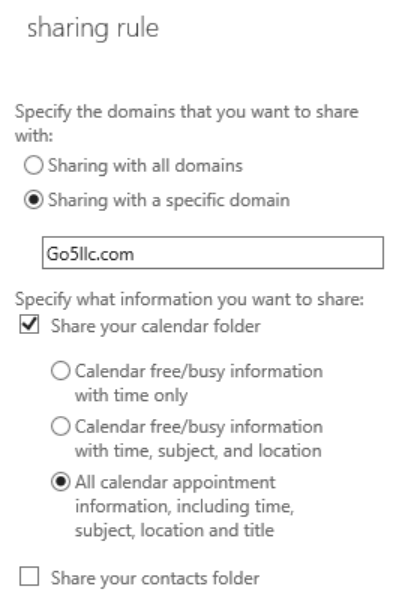 sharing rule
Specify the domains that you want to share
with:
Sharing with all domains
Sharing with a specific domain
Go5llc.com
Specify what information you want to share:
Share your calendar folder
Calendar free/busy information
with time only
Calendar free/busy information
with time, subject, and location
All calendar appointment
information, including time,
subject, location and title
Share your contacts folder